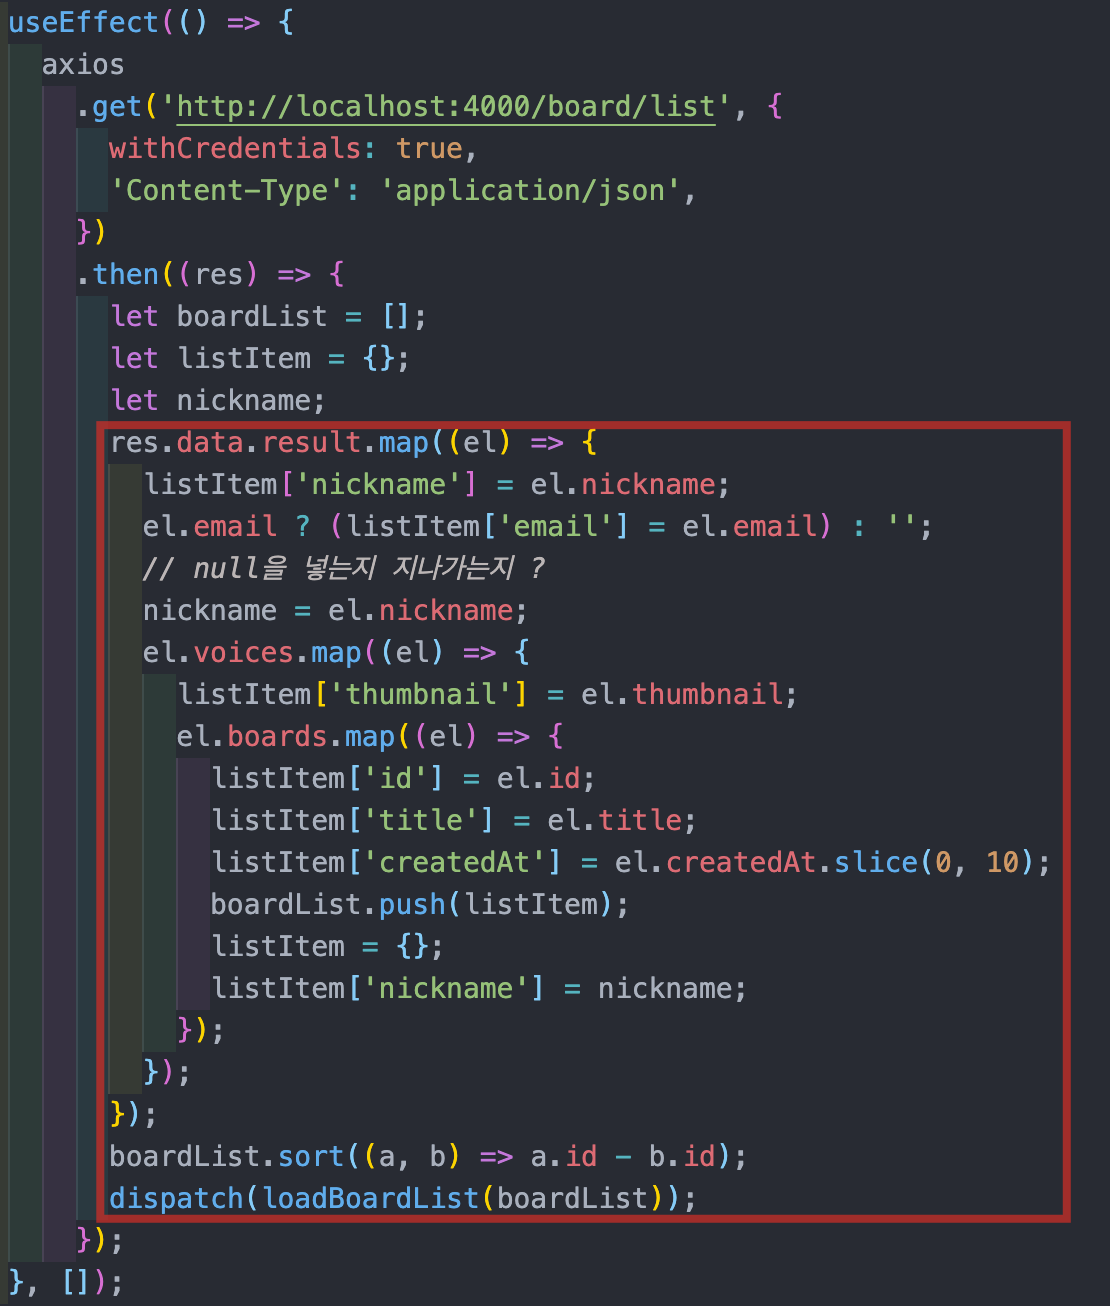 useEffect(() => {
axios
.get('http://localhost:4000/board/list', {
withCredentials: true,
'Content-Type': 'application/json',
})
.then((res) => {
let boardList = [];
let listItem = {};
let nickname;
res.data.result.map((el) => {
listItem['nickname'] = el.nickname;
el.email ? (listItem['email'] = el.email) : '';
// null을 넣는지 지나가는지 ?
nickname = el.nickname;
el.voices.map((el) => {
listItem['thumbnail'] = el.thumbnail;
el.boards.map((el) => {
listItem['id'] = el.id;
listItem['title'] = el.title;
listItem['createdAt'] = el.createdAt.slice(0, 10);
boardList.push(listItem);
listItem = {};
listItem['nickname'] = nickname;
});
});
});
boardList.sort((a, b) => a.id - b.id);
dispatch(loadBoardList(boardList));
});
}, []);